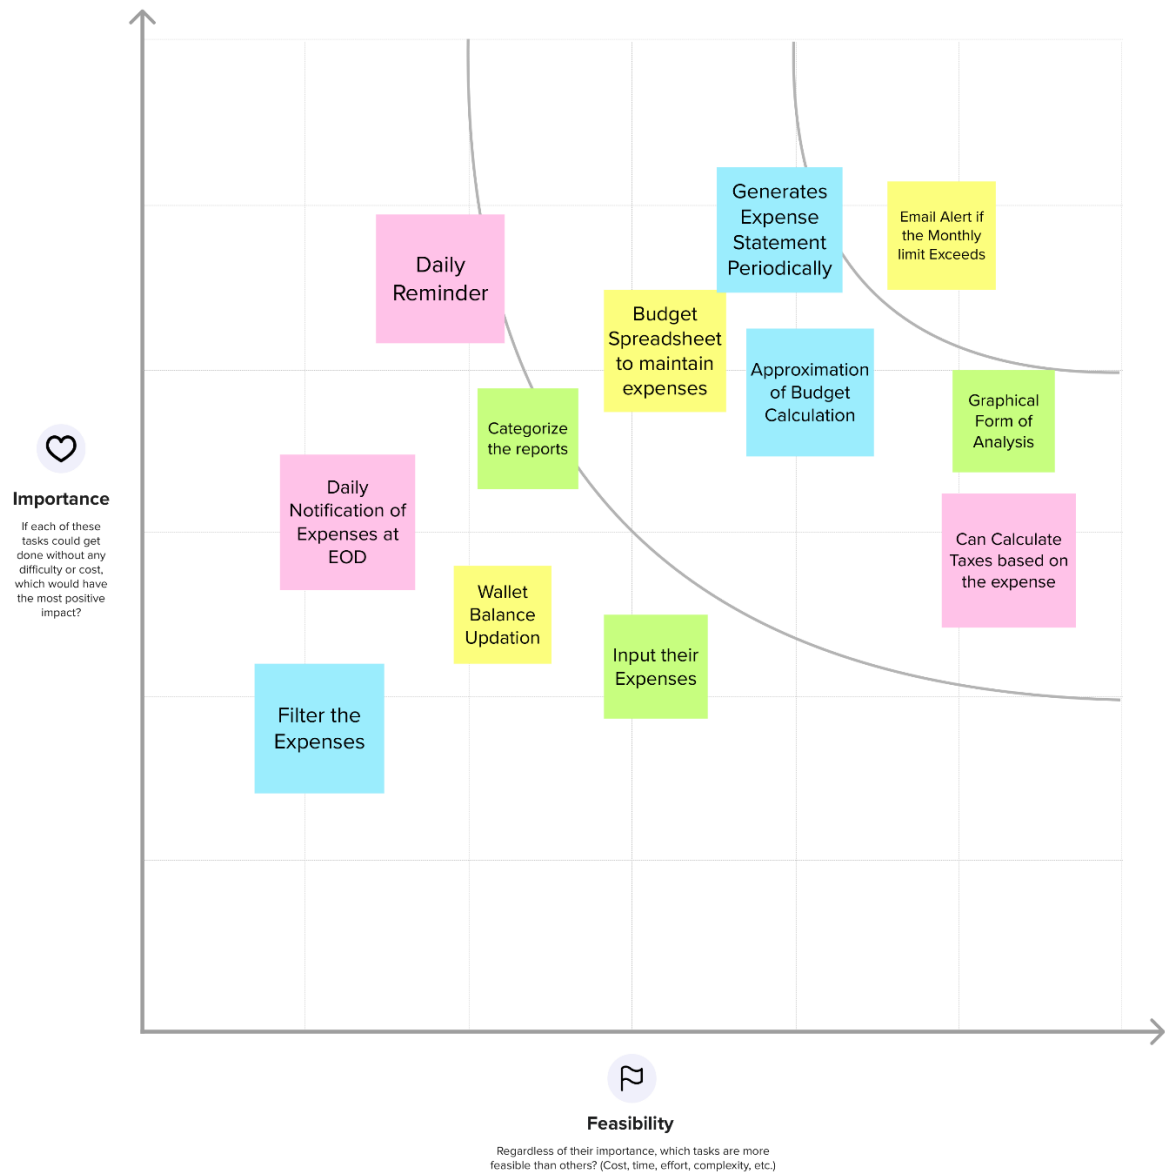 Generates
Expense
Statement
Periodically
Email Alert if
the Monthly
limit Exceeds
Daily
Reminder
Budget
Spreadsheet
to maintain
expenses
Approximation
of Budget
Calculation
Graphical
Form of
Analysis
Categorize
the reports
Daily
Notification of
Expenses at
EOD
Can Calculate
Taxes based on
the expense
Wallet
Balance
Updation
Input their
Expenses
Filter the
Expenses
Importance
If each of these
tasks could get
done without any
difficulty or cost,
which would have
the most positive
impact?
Feasibility
Regardless of their importance, which tasks are more
feasible than others? (Cost, time, effort, complexity, etc.)